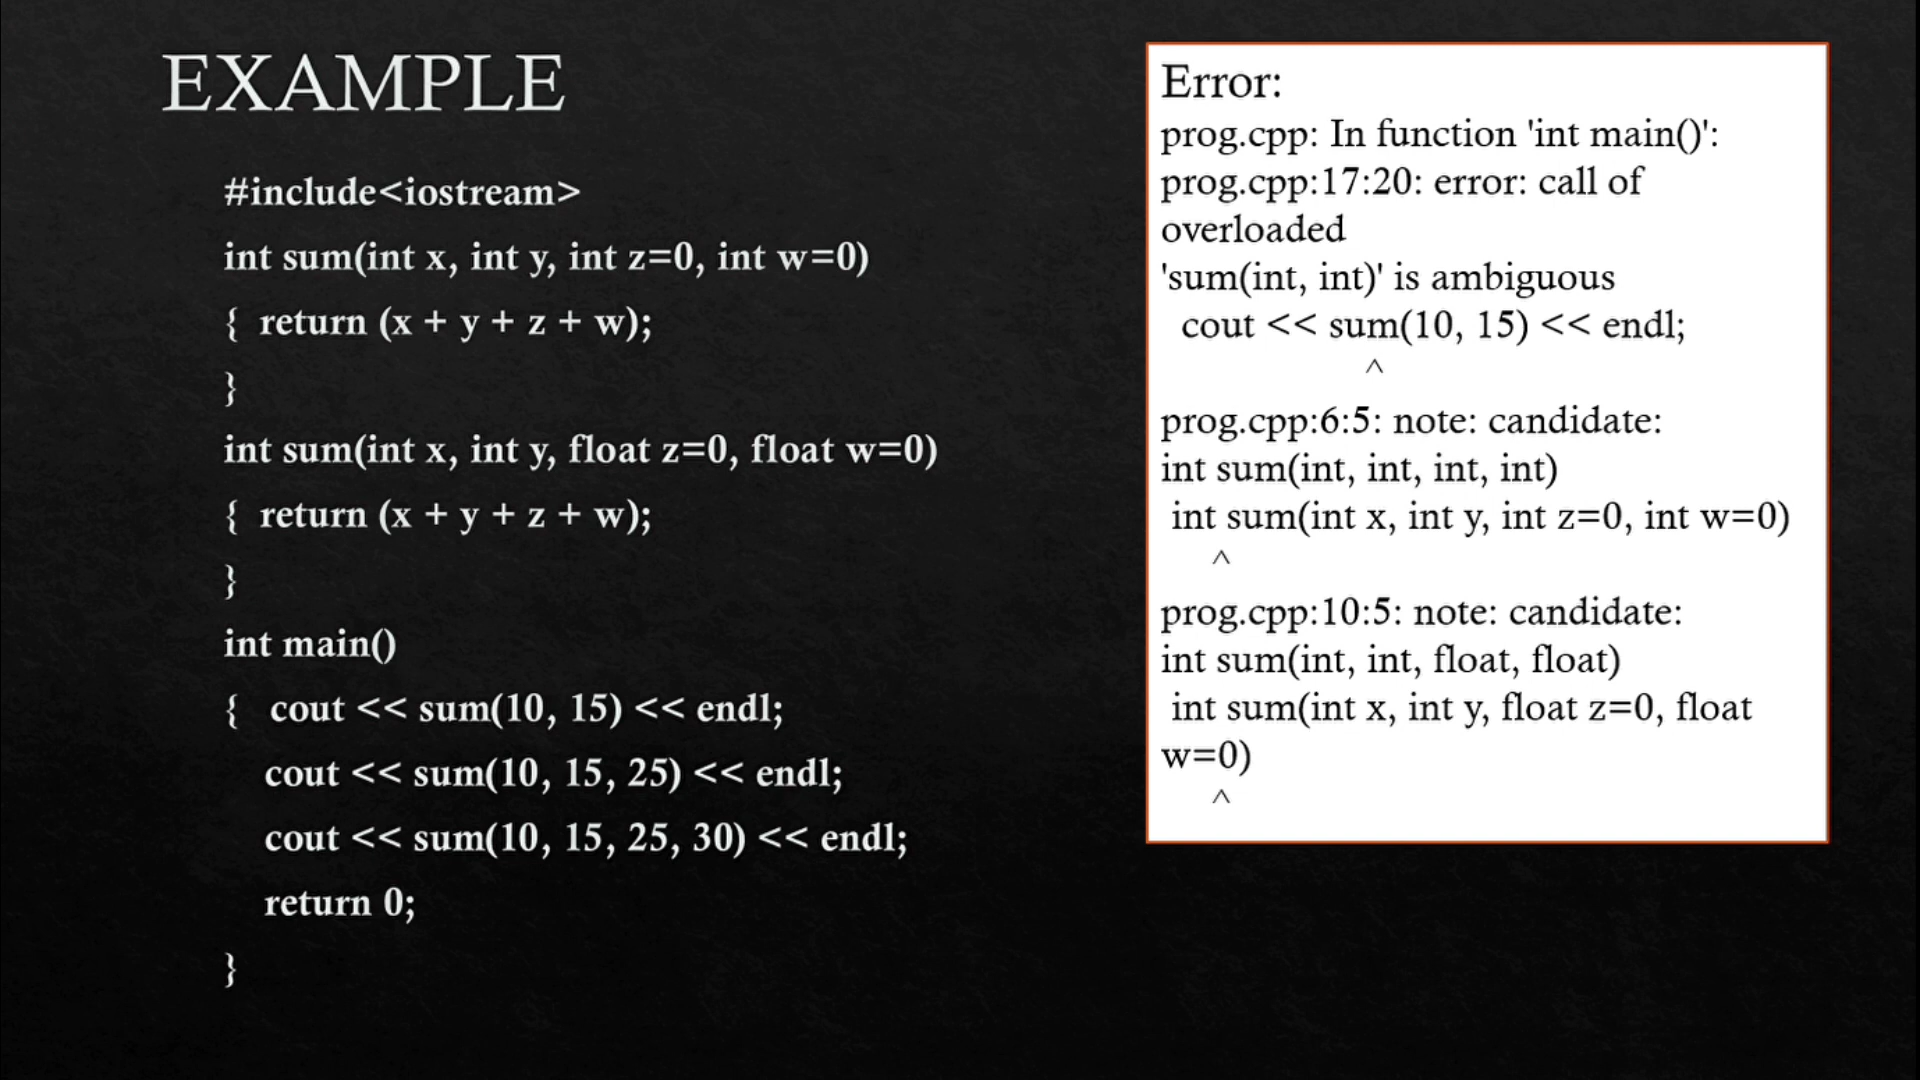 EXAMPLE
#include<iostream>
int sum(int x, int y, int z=0, int w=0)
{  return (x + y + z + w);
}
int sum(int x, int y, float z=0, float w=0)
{  return (x + y + z + w);
}
int main()
{   cout << sum(10, 15) << endl;
cout << sum(10, 15, 25) << endl;
cout << sum(10, 15, 25, 30) << endl;
return 0;
}
Error:
prog.cpp: In function 'int main()':
prog.cpp:17:20: error: call of
overloaded
'sum(int, int)' is ambiguous
cout << sum(10, 15) << endl;
^
prog.cpp:6:5: note: candidate:
int sum(int, int, int, int)
int sum(int x, int y, int z=0, int w=0)
^
prog.cpp:10:5: note: candidate:
int sum(int, int, float, float)
int sum(int x, int y, float z=0, float
w=0)
^